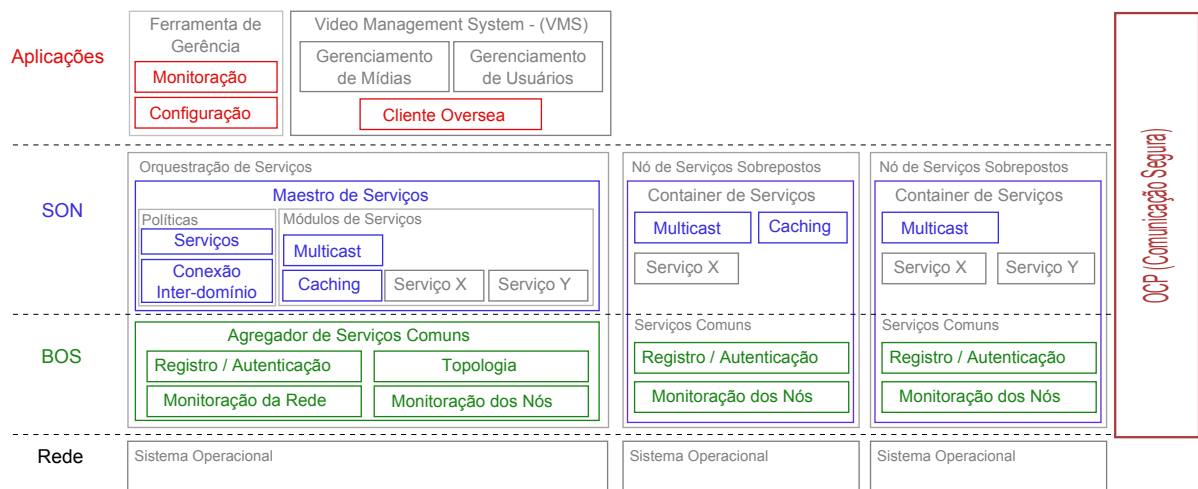 Aplicações
Ferramenta de
Gerência
Monitoração
Configuração
Video Management System - (VMS)
Gerenciamento
de Mídias
Gerenciamento
de Usuários
Cliente Oversea
OCP (Comunicação Segura)
SON
Orquestração de Serviços
Maestro de Serviços
Políticas
Serviços
Conexão
Inter-domínio
Módulos de Serviços
Multicast
Caching
Serviço X
Serviço Y
Nó de Serviços Sobrepostos
Container de Serviços
Multicast
Caching
Serviço X
Nó de Serviços Sobrepostos
Container de Serviços
Multicast
Serviço X
Serviço Y
BOS
Agregador de Serviços Comuns
Registro / Autenticação
Topologia
Monitoração da Rede
Monitoração dos Nós
Serviços Comuns
Registro / Autenticação
Monitoração dos Nós
Serviços Comuns
Registro / Autenticação
Monitoração dos Nós
Rede
Sistema Operacional
Sistema Operacional
Sistema Operacional